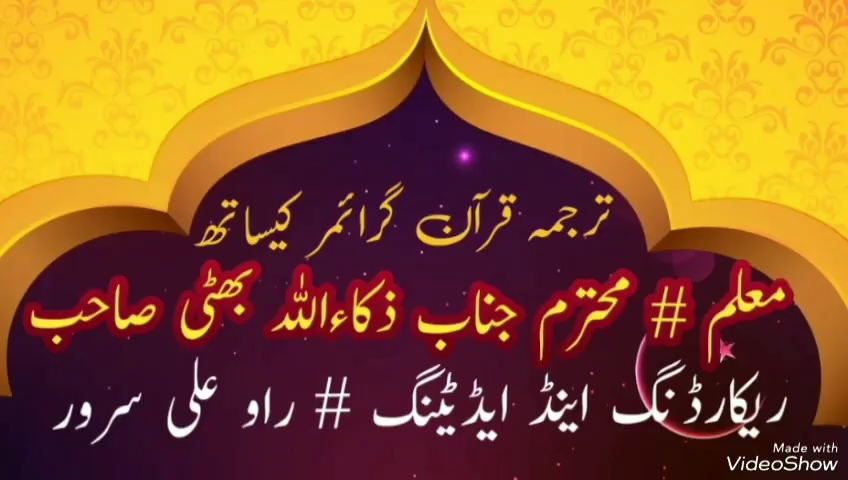 ترجمہ قرآن گرائمر کیساتھ
معلم # محترم جناب ذکاءاللہ بھٹی صاحب
ریکارڈنگ اینڈ ایڈیٹنگ # راو علی سرور
Made with
VideoShow